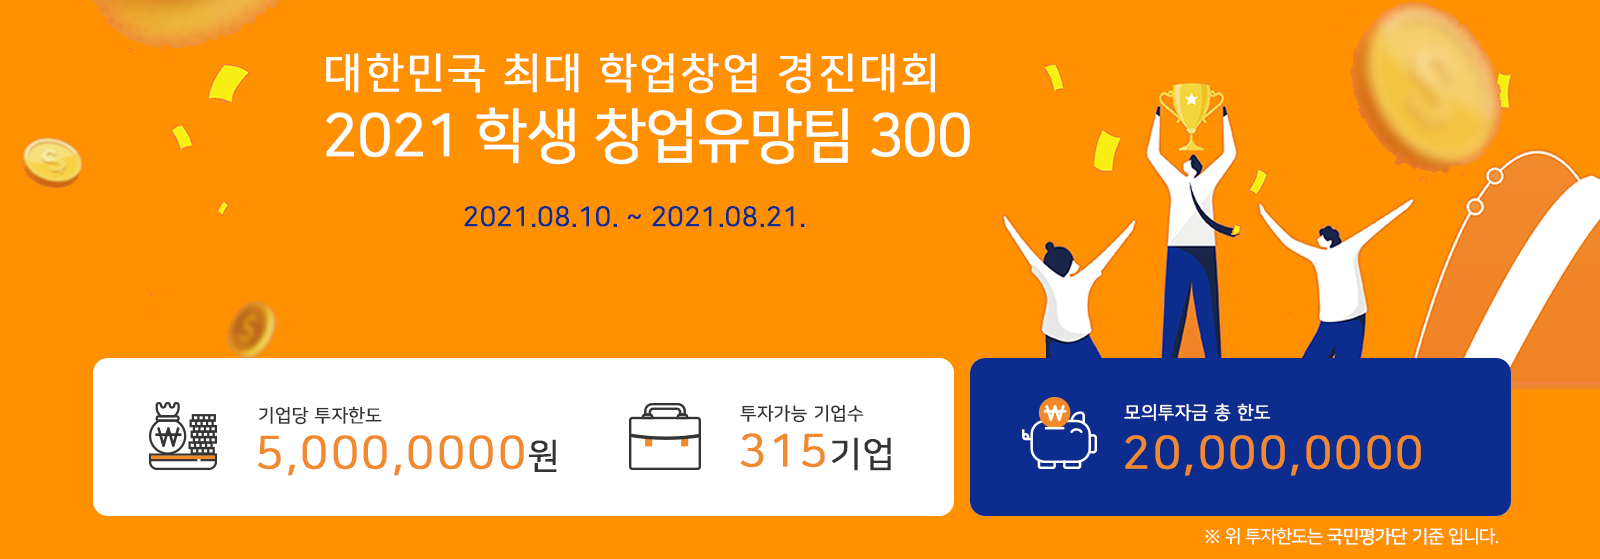 대한민국 최대 학업창업 경진대회
2021 학생 창업유망팀 300
2021.08.10. ~ 2021.08.21.
기업당 투자한도
5,000,0000원
투자가능 기업수
315기업
모의투자금 총 한도
20,000,0000
※ 위 투자한도는 국민평가단 기준 입니다.